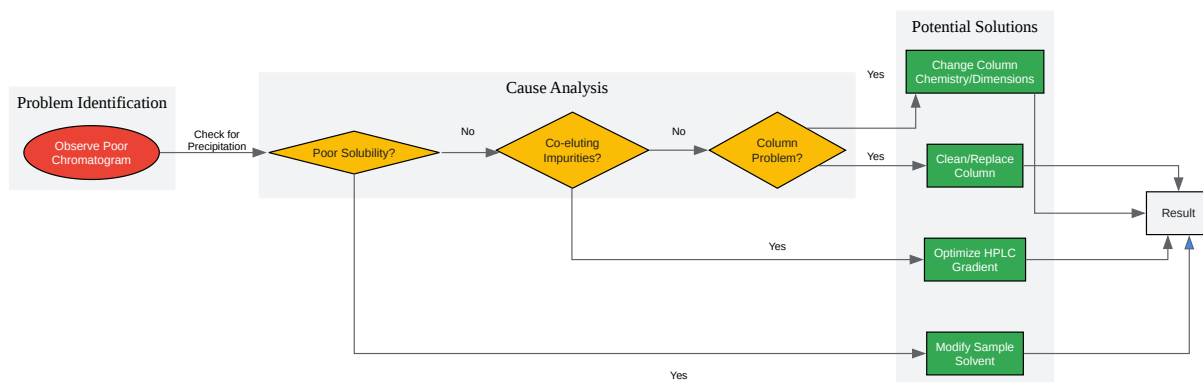 Potential Solutions
Change Column
Chemistry/Dimensions
Yes
Cause Analysis
Problem Identification
Observe Poor
Chromatogram
Check for
Precipitation
Poor Solubility?
No
Co-eluting
Impurities?
No
Column
Problem?
Yes
Clean/Replace
Column
Result
Yes
Optimize HPLC
Gradient
Modify Sample
Solvent
Yes